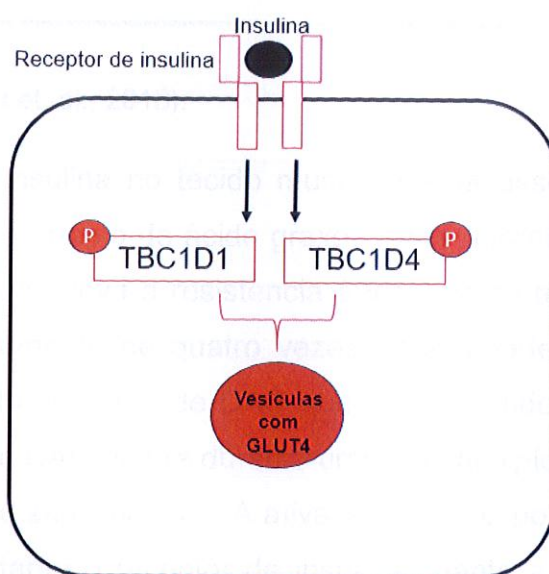 Insulina
Receptor de insulina
P
TBC1D1
TBC1D4
P
Vesículas
com
GLUT4